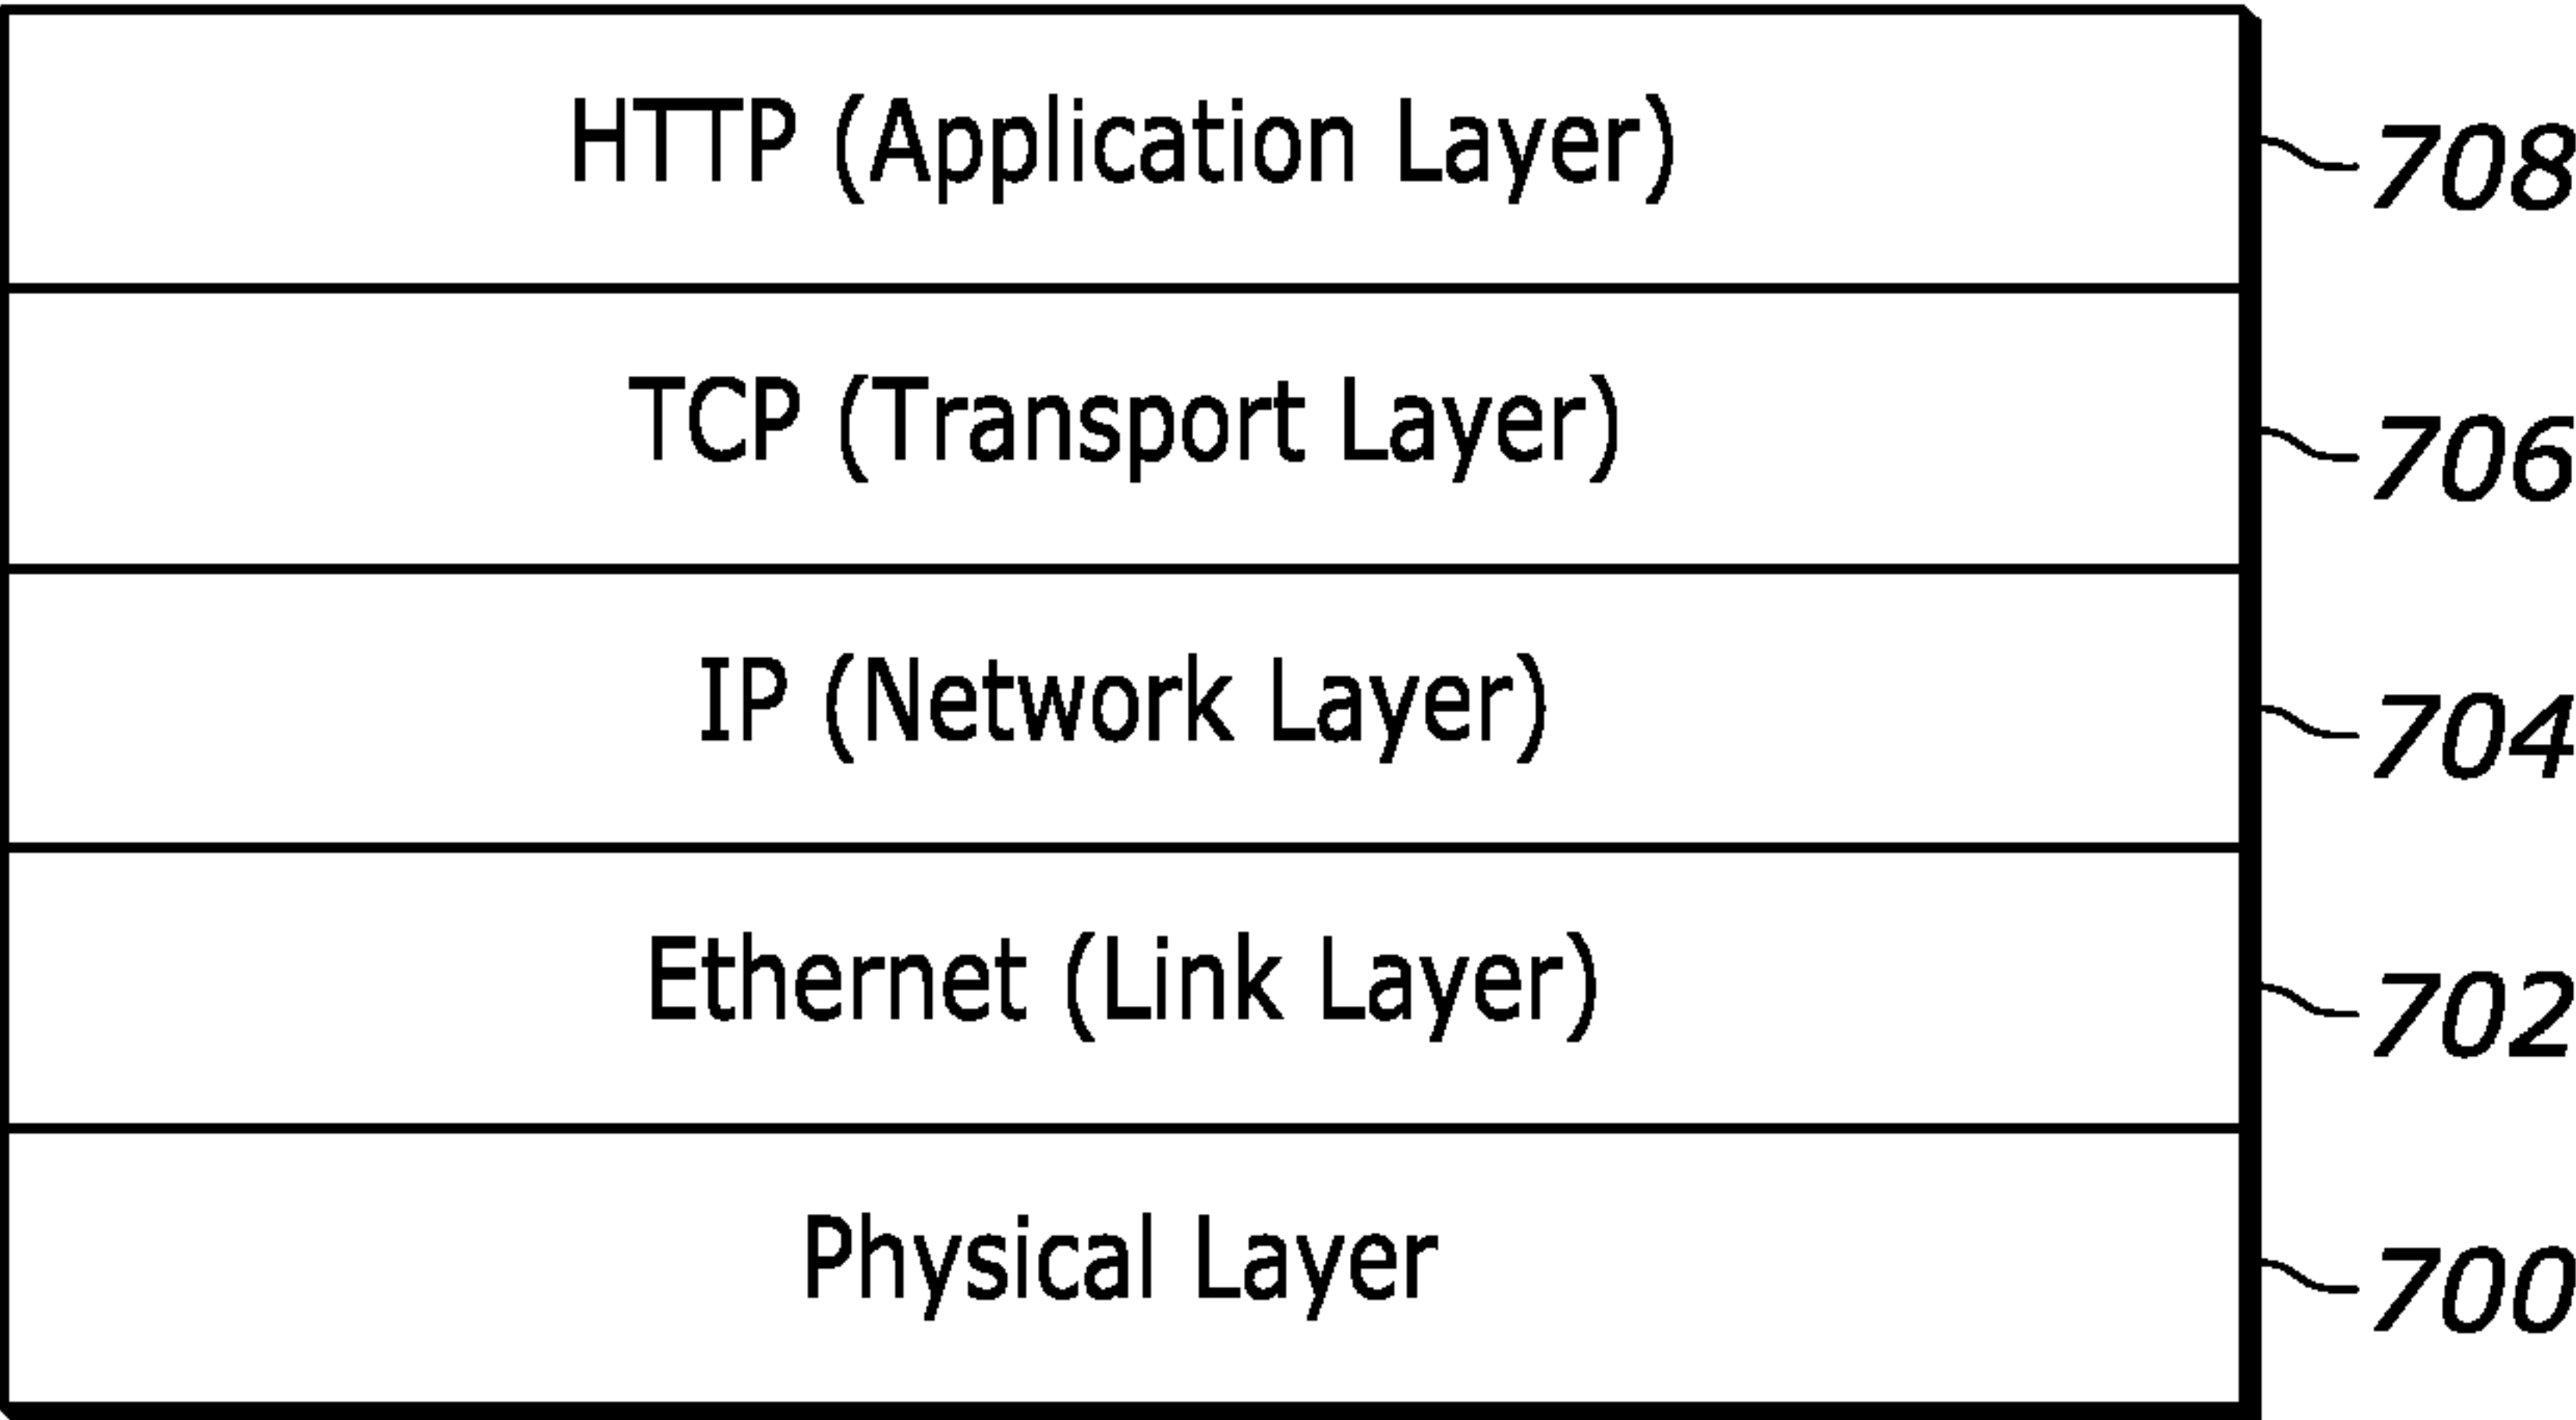 HTTP (Application Layer) 708
TCP (Transport Layer) 706
IP (Network Layer) 704
Ethernet (Link Layer) 702
Physical Layer 700